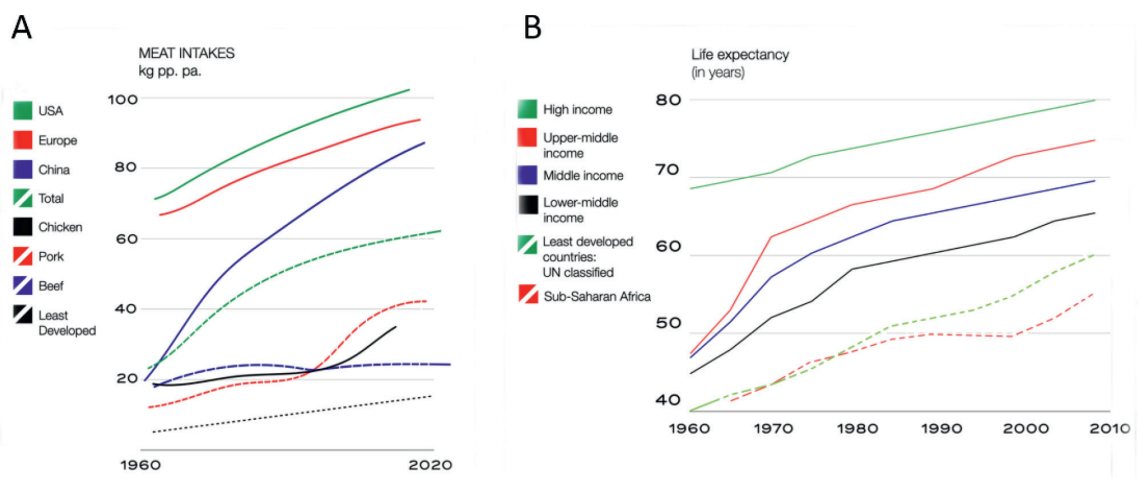 A
MEAT INTAKES
kg pp. pa.
USA
Europe
China
Total
Chicken
Pork
Beef
Least
Developed
100
80
60
40
20
1960
2020
B
Life expectancy
(in years)
High income
Upper-middle
income
Middle income
Lower-middle
income
Least developed
countries:
UN classified
Sub-Saharan Africa
80
70
60
50
40
1960
1970
1980
1990
2000
2010